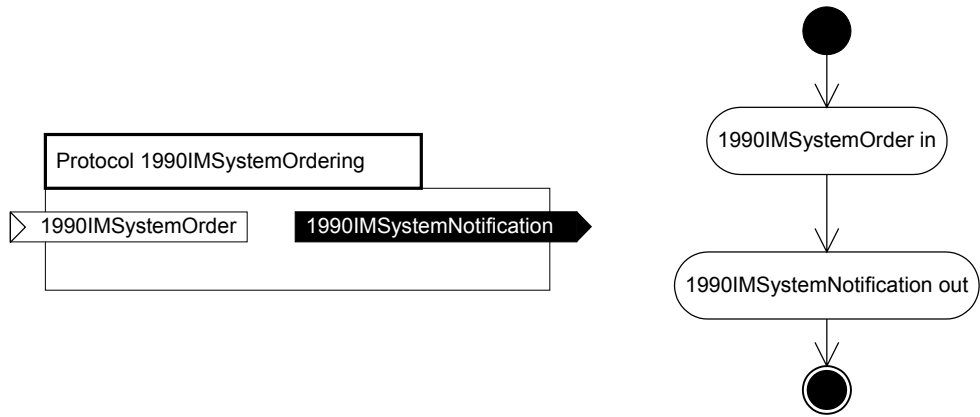 Protocol 1990IMSystemOrdering
1990IMSystemOrder
1990IMSystemNotification
1990IMSystemOrder in
1990IMSystemNotification out